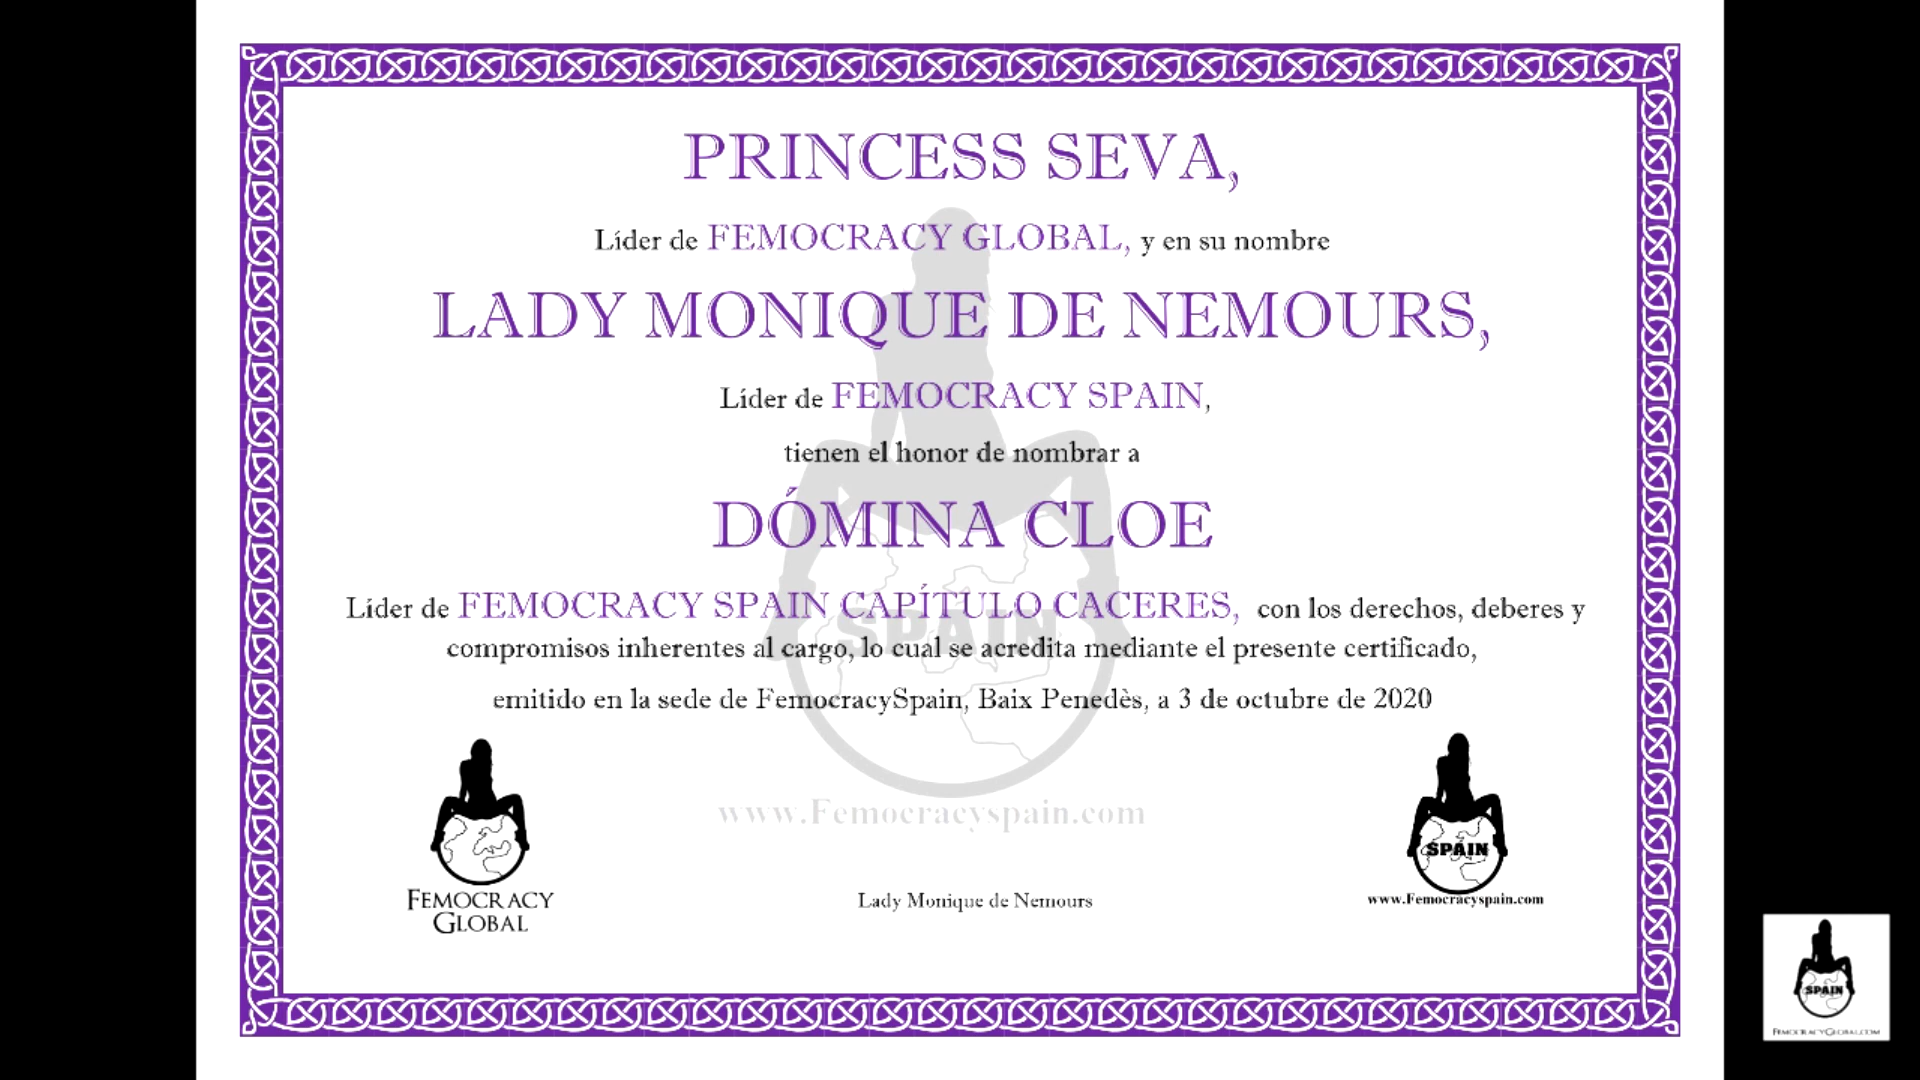 PRINCESS SEVA,
Líder de FEMOCRACY GLOBAL, y en su nombre
LADY MONIQUE DE NEMOURS,
Líder de FEMOCRACY SPAIN,
tienen el honor de nombrar a
DÓMINA CLOE
Líder de FEMOCRACY SPAIN CAPÍTULO CACERES, con los derechos, deberes y
compromisos inherentes al cargo, lo cual se acredita mediante el presente certificado,
emitido en la sede de FemocracySpain, Baix Penedès, a 3 de octubre de 2020
SPAIN
www.Femocracyspain.com
FEMOCRACY
GLOBAL
Lady Monique de Nemours
SPAIN
www.Femocracyspain.com
SPAIN
FEMOCRACYGLOBAL.COM